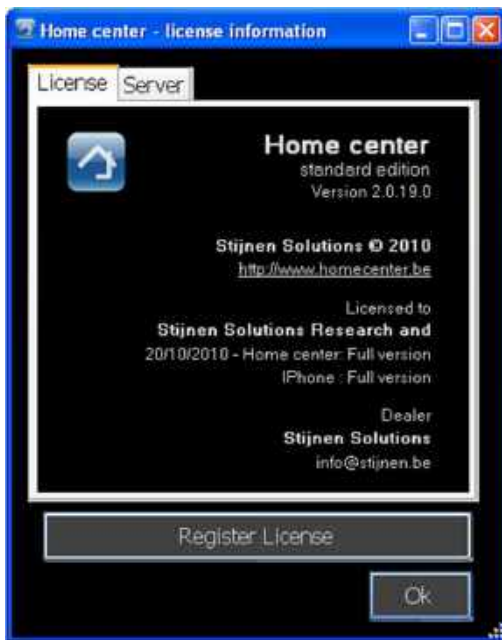 Home center - license information
License Server
Home center
standard edition
Version 2.0.19.0
Stijnen Solutions © 2010
http://www.homecenter.be
Licensed to
Stijnen Solutions Research and
20/10/2010 - Home center: Full version
IPhone : Full version
Dealer
Stijnen Solutions
info@stijnen.be
Register License
Ok